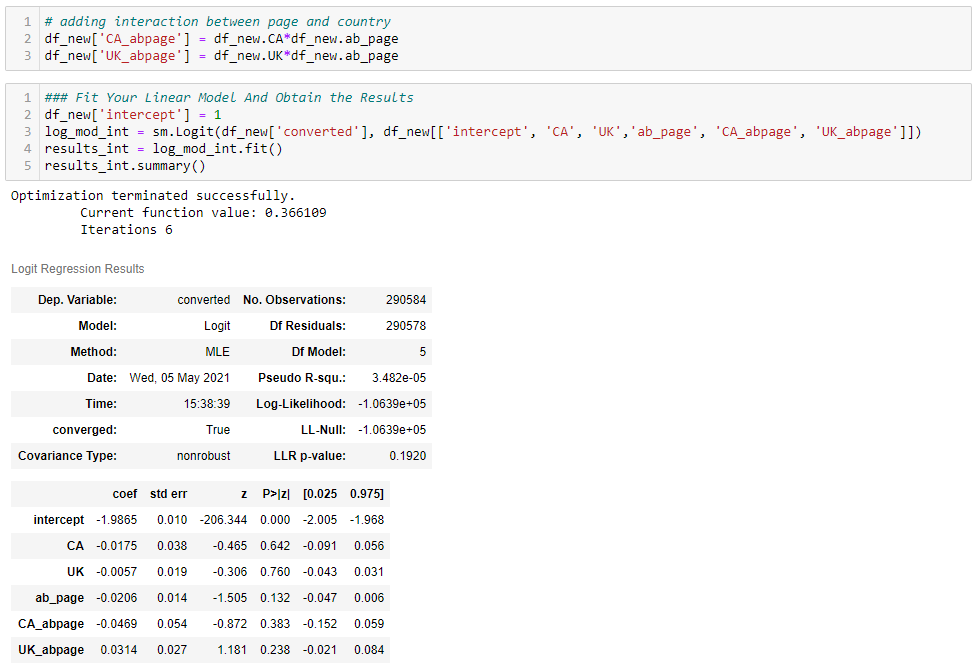 1 # adding interaction between page and country
2 df_new['CA_abpage'] = df_new.CA*df_new.ab_page
3 df_new['UK_abpage'] = df_new.UK*df_new.ab_page
1 ### Fit Your Linear Model And Obtain the Results
2 df_new['intercept'] = 1
3 log_mod_int = sm.Logit(df_new['converted'], df_new[['intercept', 'CA', 'UK','ab_page', 'CA_abpage', 'UK_abpage']])
4 results_int = log_mod_int.fit()
5 results_int.summary()
Optimization terminated successfully.
Current function value: 0.366109
Iterations 6
Logit Regression Results
Dep. Variable: converted No. Observations: 290584
Model: Logit Df Residuals: 290578
Method: MLE Df Model: 5
Date: Wed, 05 May 2021 Pseudo R-squ.: 3.482e-05
Time: 15:38:39 Log-Likelihood: -1.0639e+05
converged: True LL-Null: -1.0639e+05
Covariance Type: nonrobust LLR p-value: 0.1920
coef std err z P>|z| [0.025 0.975]
intercept -1.9865 0.010 -206.344 0.000 -2.005 -1.968
CA -0.0175 0.038 -0.465 0.642 -0.091 0.056
UK -0.0057 0.019 -0.306 0.760 -0.043 0.031
ab_page -0.0206 0.014 -1.505 0.132 -0.047 0.006
CA_abpage -0.0469 0.054 -0.872 0.383 -0.152 0.059
UK_abpage 0.0314 0.027 1.181 0.238 -0.021 0.084